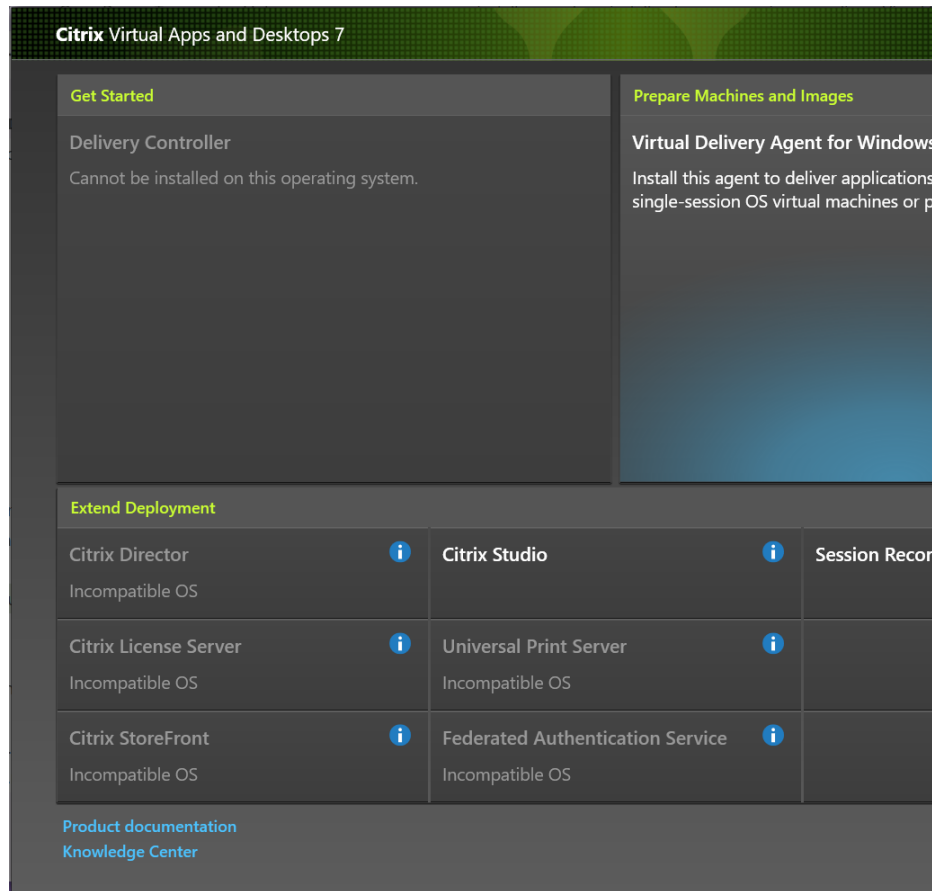 Citrix Virtual Apps and Desktops 7
Get Started
Delivery Controller
Cannot be installed on this operating system.
Prepare Machines and Images
Virtual Delivery Agent for Windows
Install this agent to deliver applications
single-session OS virtual machines or p
Extend Deployment
Citrix Director
Incompatible OS
Citrix Studio
Session Recor
Citrix License Server
Incompatible OS
Universal Print Server
Incompatible OS
Citrix StoreFront
Incompatible OS
Federated Authentication Service
Incompatible OS
Product documentation
Knowledge Center